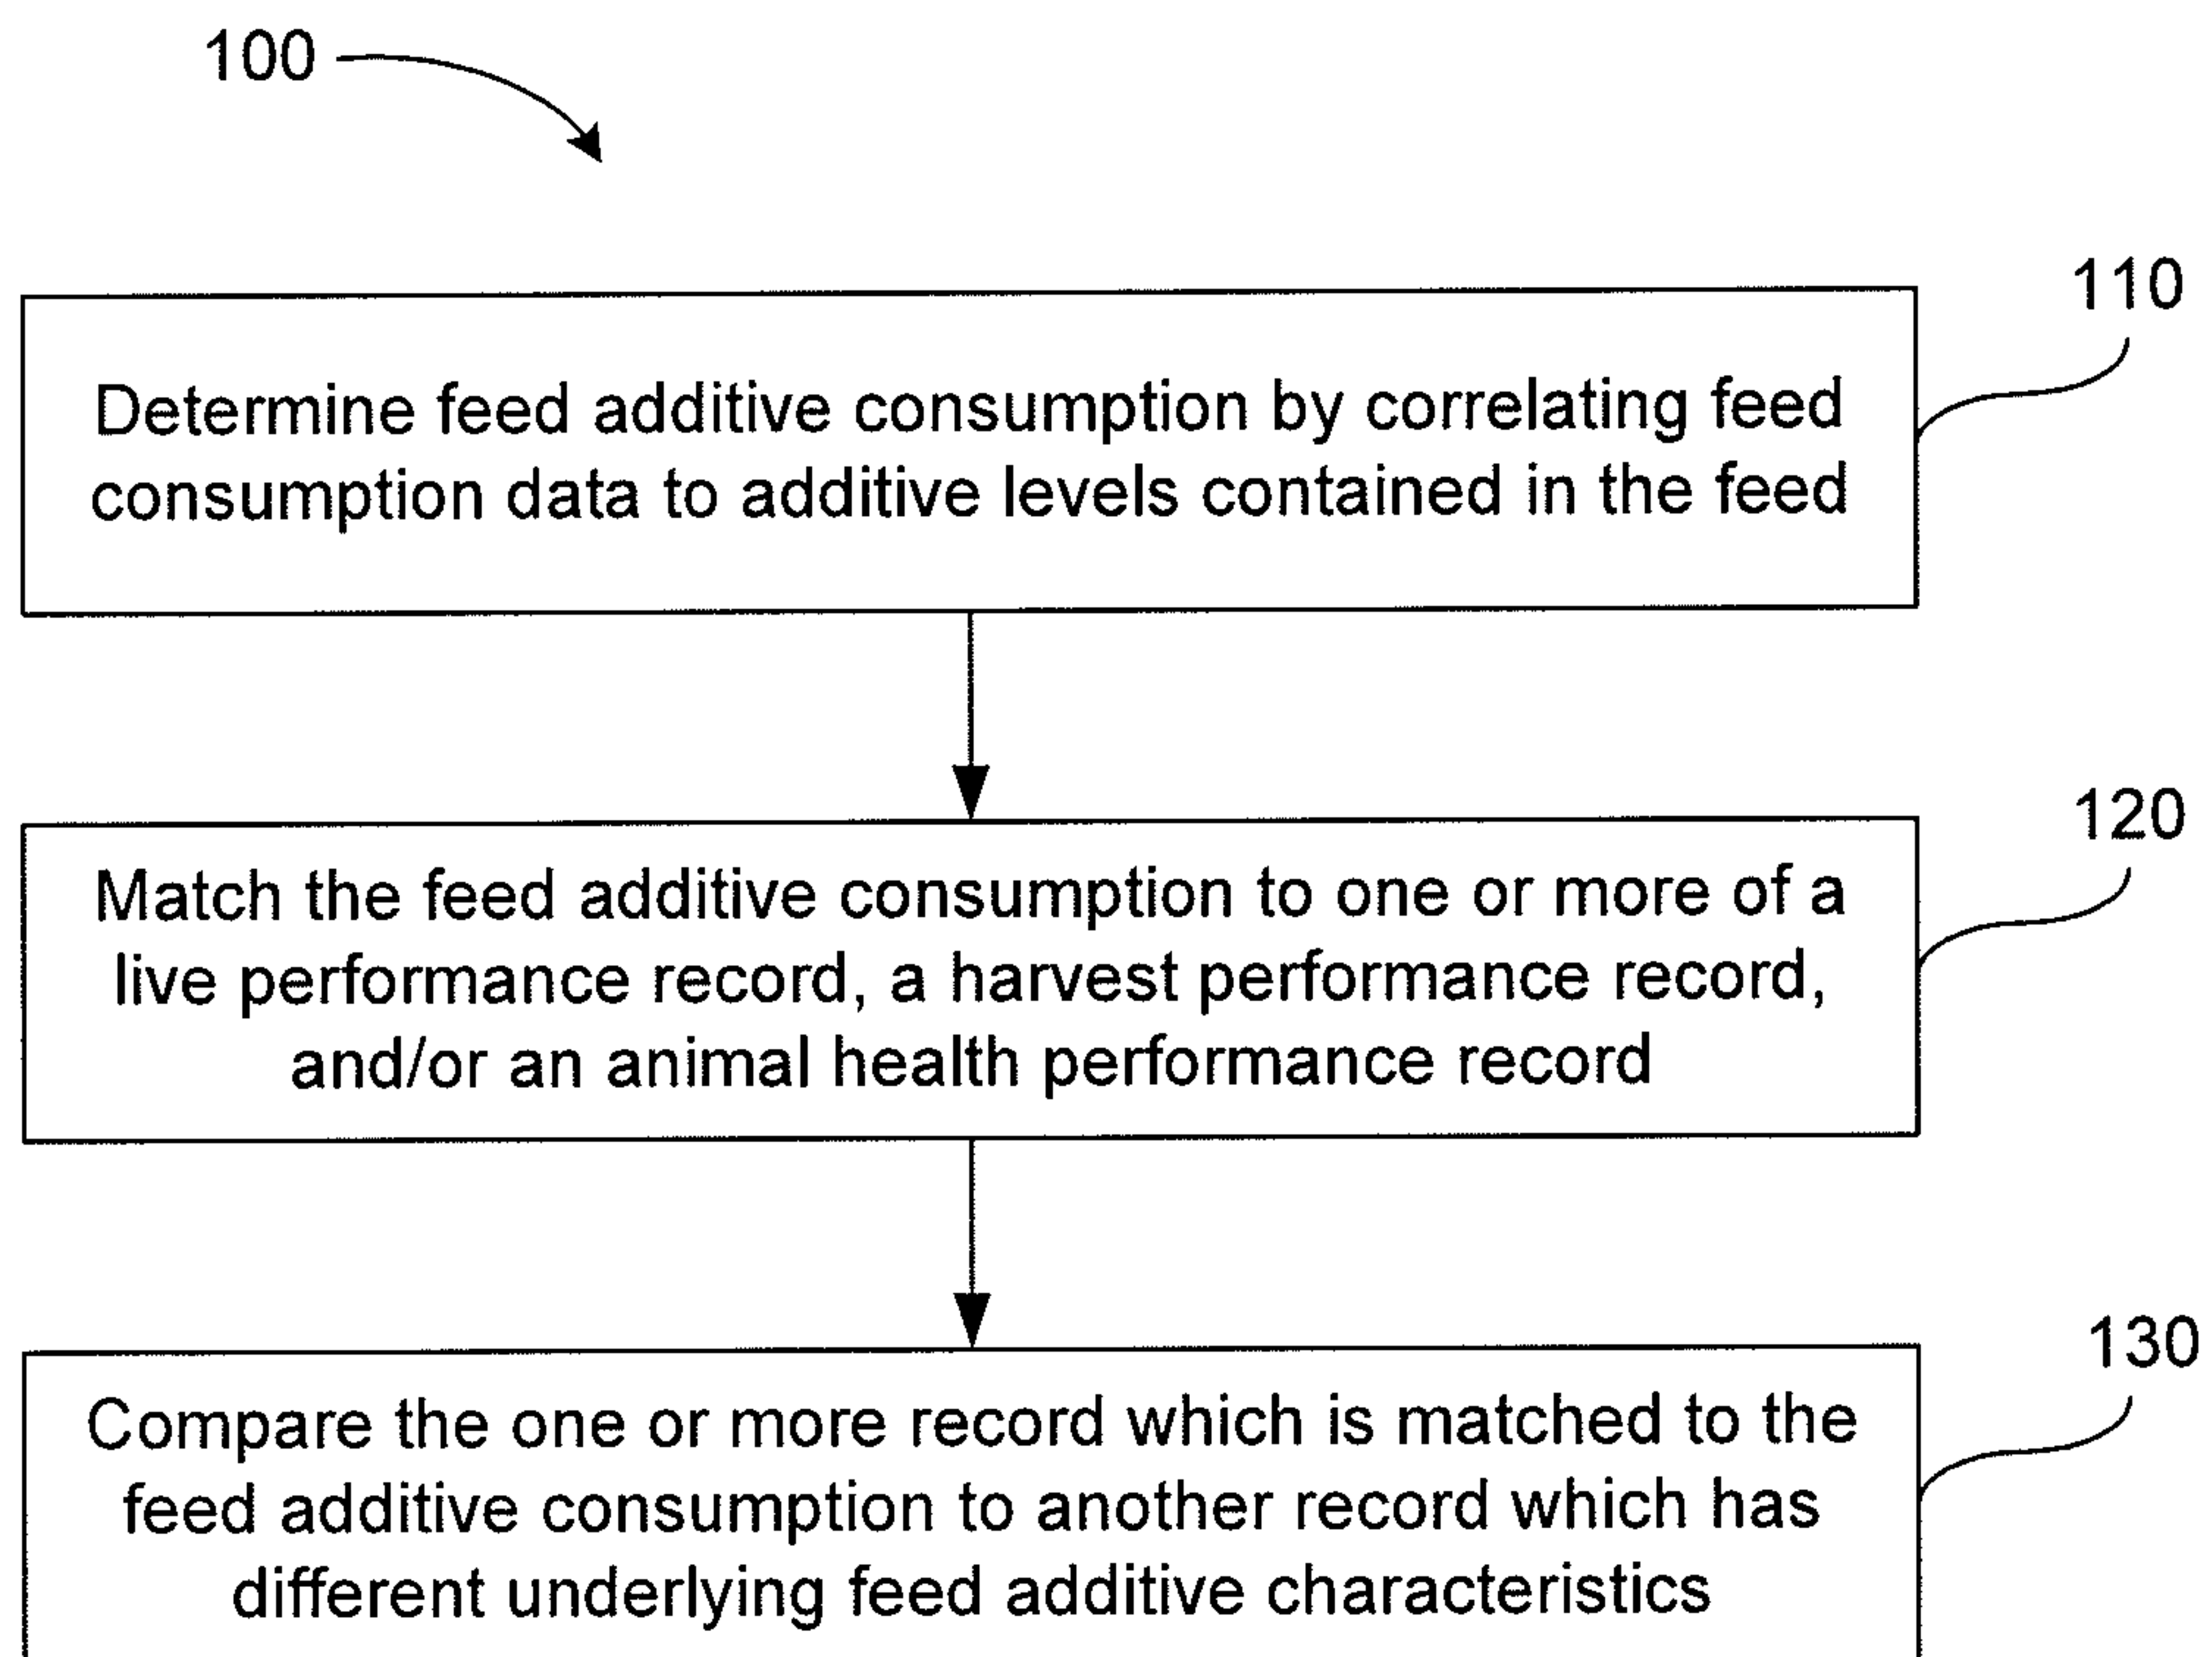 100
110
Determine feed additive consumption by correlating feed
consumption data to additive levels contained in the feed
120
Match the feed additive consumption to one or more of a
live performance record, a harvest performance record,
and/or an animal health performance record
130
Compare the one or more record which is matched to the
feed additive consumption to another record which has
different underlying feed additive characteristics